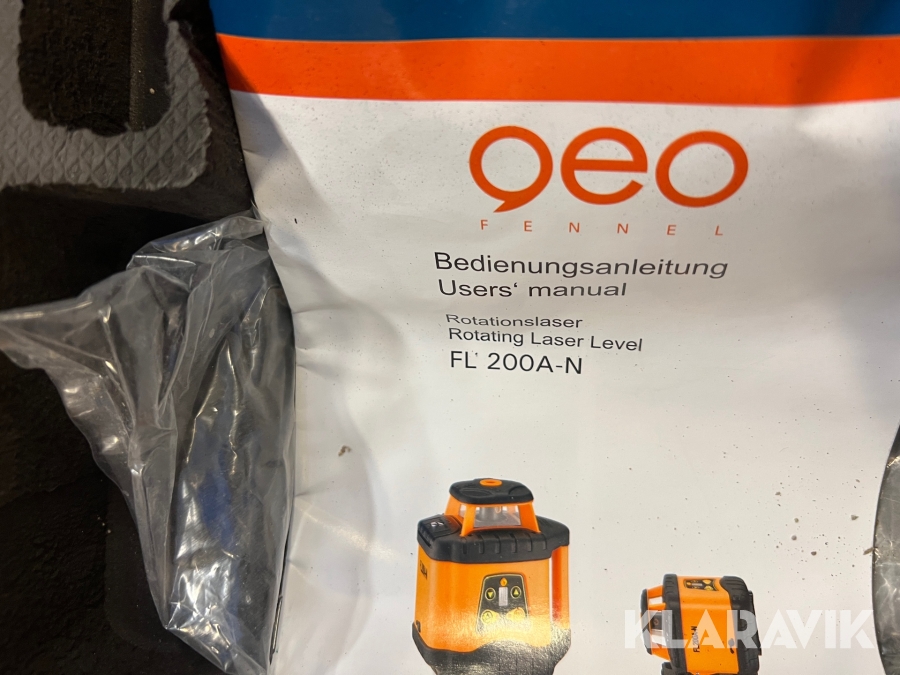 geo
FENNEL
Bedienungsanleitung
Users' manual
Rotationslaser
Rotating Laser Level
FL 200A-N
KLARAVIK